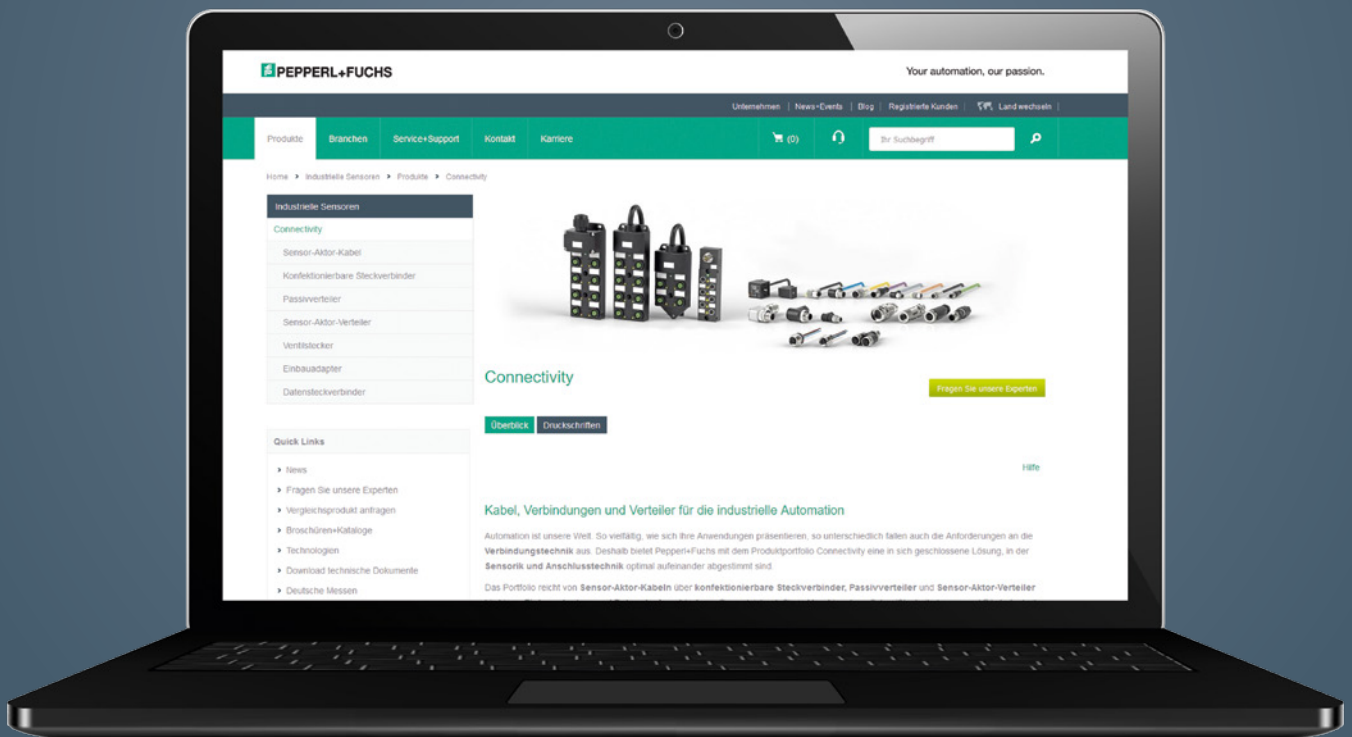 PEPPERL+FUCHS
Your automation, our passion.
Unternehmen | News+Events | Blog | Registrierte Kunden | Land wechseln |
Produkte Branchen Service+Support Kontakt Karriere (0) Ihr Suchbegriff
Home > Industrielle Sensoren > Produkte > Connectivity
Industrielle Sensoren
Connectivity
Sensor-Aktor-Kabel
Konfektionierbare Steckverbinder
Passivverteiler
Sensor-Aktor-Verteiler
Ventilstecker
Einbauadapter
Datensteckverbinder
Quick Links
> News
> Fragen Sie unsere Experten
> Vergleichsprodukt anfragen
> Broschüren+Kataloge
> Technologien
> Download technische Dokumente
> Deutsche Messen
Connectivity
Fragen Sie unsere Experten
Überblick Druckschriften
Hilfe
Kabel, Verbindungen und Verteiler für die industrielle Automation
Automation ist unsere Welt. So vielfältig, wie sich Ihre Anwendungen präsentieren, so unterschiedlich fallen auch die Anforderungen an die
Verbindungstechnik aus. Deshalb bietet Pepperl+Fuchs mit dem Produktportfolio Connectivity eine in sich geschlossene Lösung, in der
Sensorik und Anschlusstechnik optimal aufeinander abgestimmt sind.
Das Portfolio reicht von Sensor-Aktor-Kabeln über konfektionierbare Steckverbinder, Passivverteiler und Sensor-Aktor-Verteiler